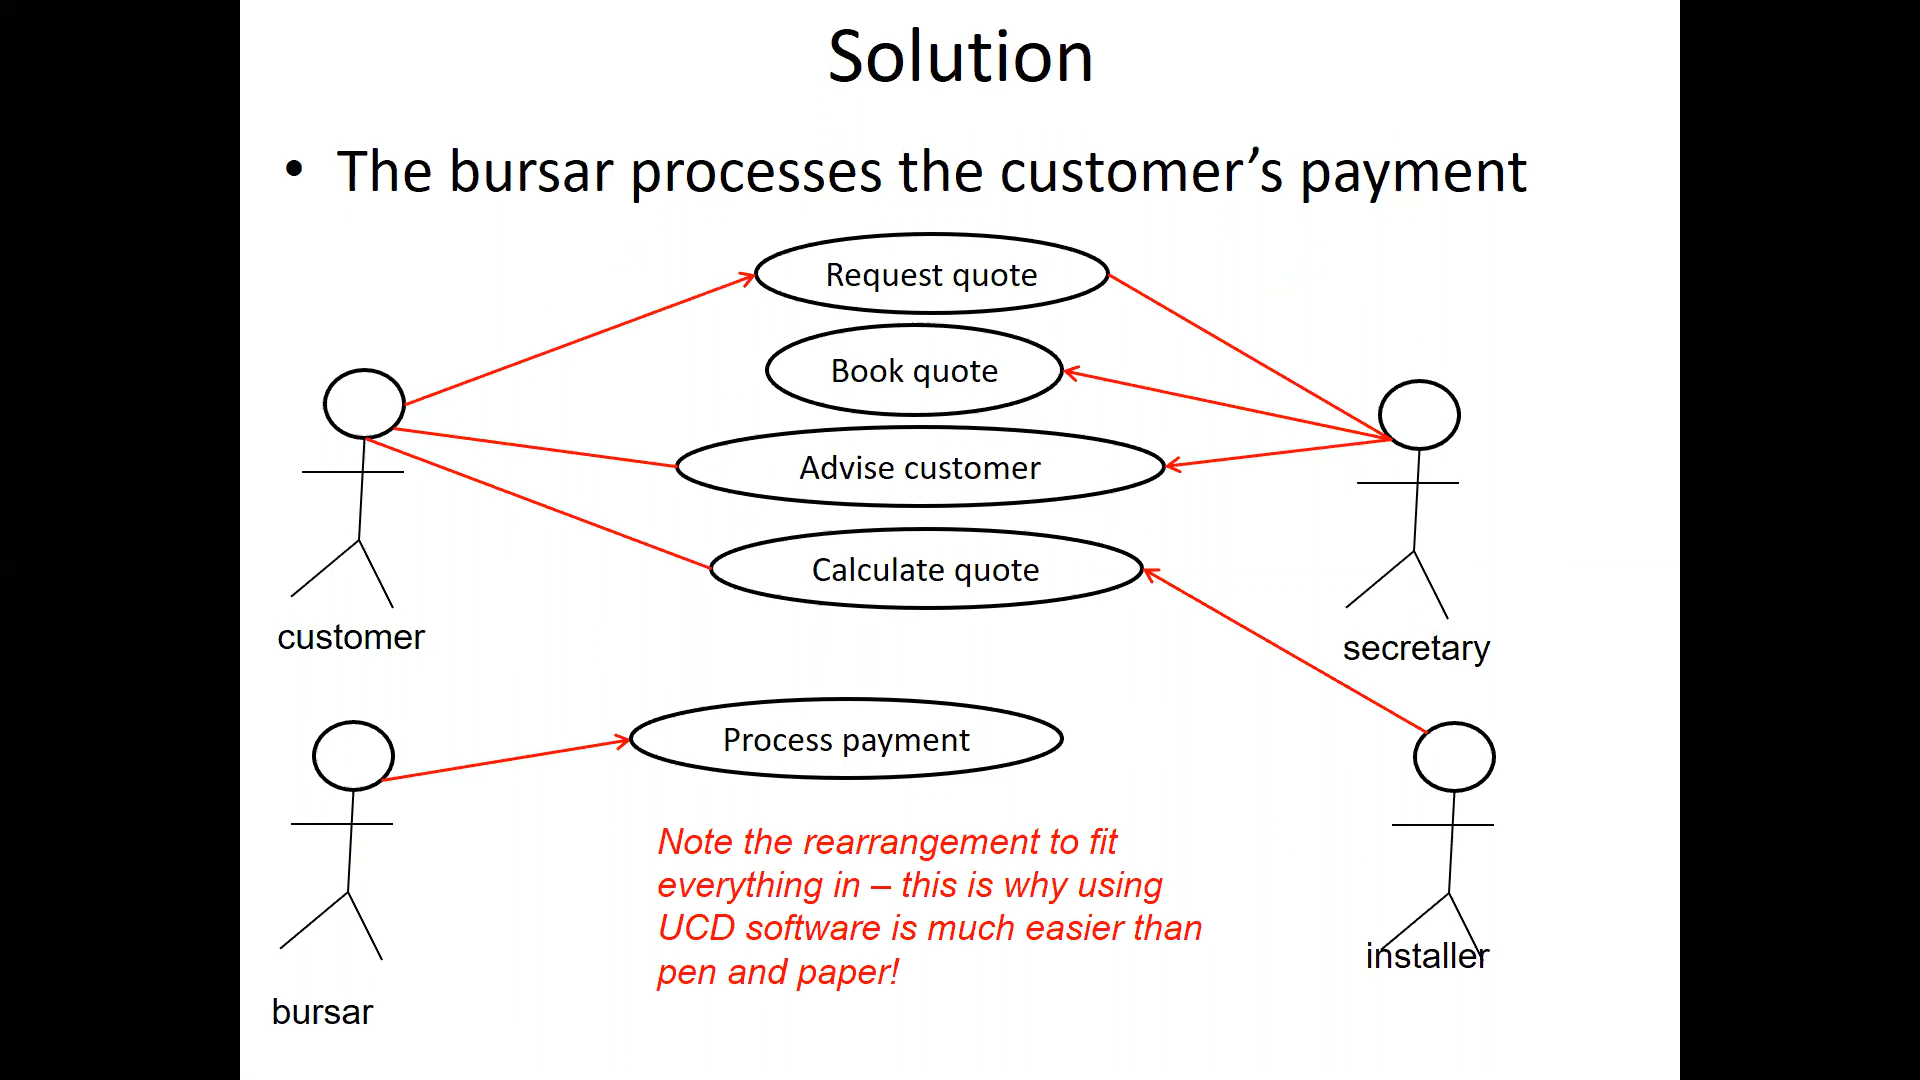 Solution
• The bursar processes the customer’s payment
Request quote
Book quote
Advise customer
Calculate quote
customer
secretary
Process payment
Note the rearrangement to fit
everything in – this is why using
UCD software is much easier than
pen and paper!
installer
bursar